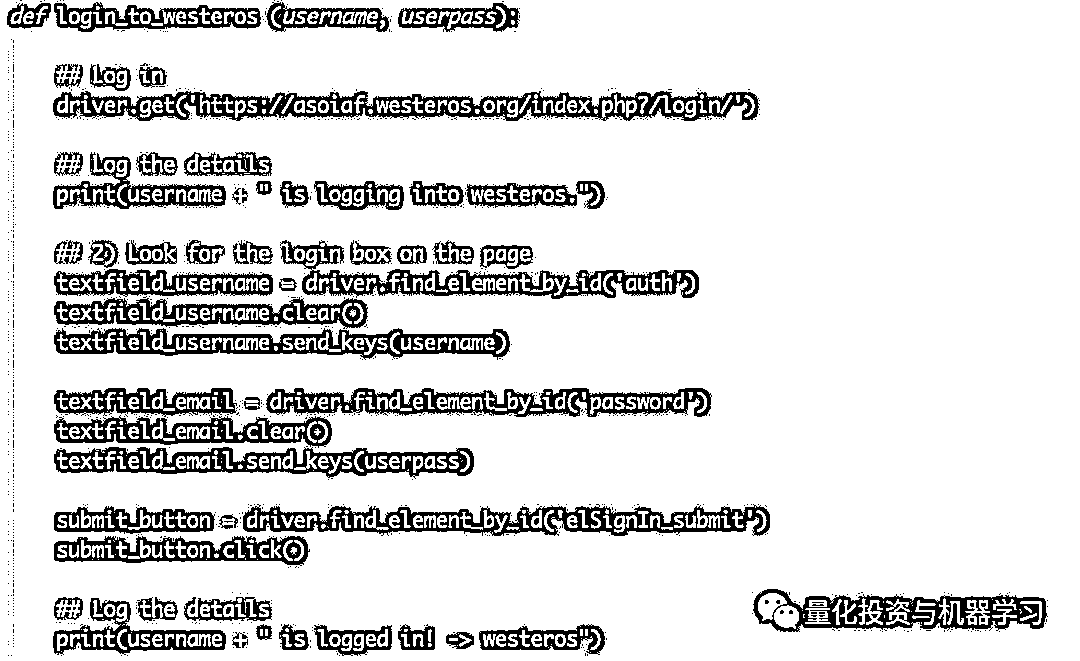 def login_to_westeros (username, userpass):
## Log in
driver.get('https://asoiaf.westeros.org/index.php?/login/')
## Log the details
print(username + " is logging into westeros.")
## 2) Look for the login box on the page
textfield_username = driver.find_element_by_id('auth')
textfield_username.clear()
textfield_username.send_keys(username)
textfield_email = driver.find_element_by_id('password')
textfield_email.clear()
textfield_email.send_keys(userpass)
submit_button = driver.find_element_by_id('elSignIn_submit')
submit_button.click()
## Log the details
print(username + " is logged in! -> westeros")
量化投资与机器学习